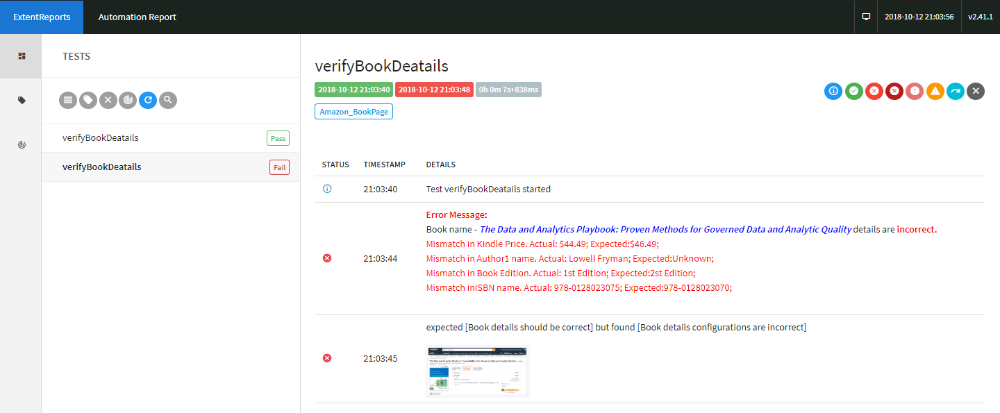 ExtentReports
Automation Report
2018-10-12 21:03:56
v2.41.1
TESTS
verifyBookDeatails
Pass
verifyBookDeatails
Fail
verifyBookDeatails
2018-10-12 21:03:40 2018-10-12 21:03:48 0h 0m 7s+838ms
Amazon_BookPage
STATUS TIMESTAMP DETAILS
21:03:40 Test verifyBookDeatails started
Error Message:
Book name - The Data and Analytics Playbook: Proven Methods for Governed Data and Analytic Quality details are incorrect.
Mismatch in Kindle Price. Actual: $44.49; Expected:$46.49;
21:03:44 Mismatch in Author1 name. Actual: Lowell Fryman; Expected:Unknown;
Mismatch in Book Edition. Actual: 1st Edition; Expected:2st Edition;
Mismatch inISBN name. Actual: 978-0128023075; Expected:978-0128023070;
expected [Book details should be correct] but found [Book details configurations are incorrect]
21:03:45